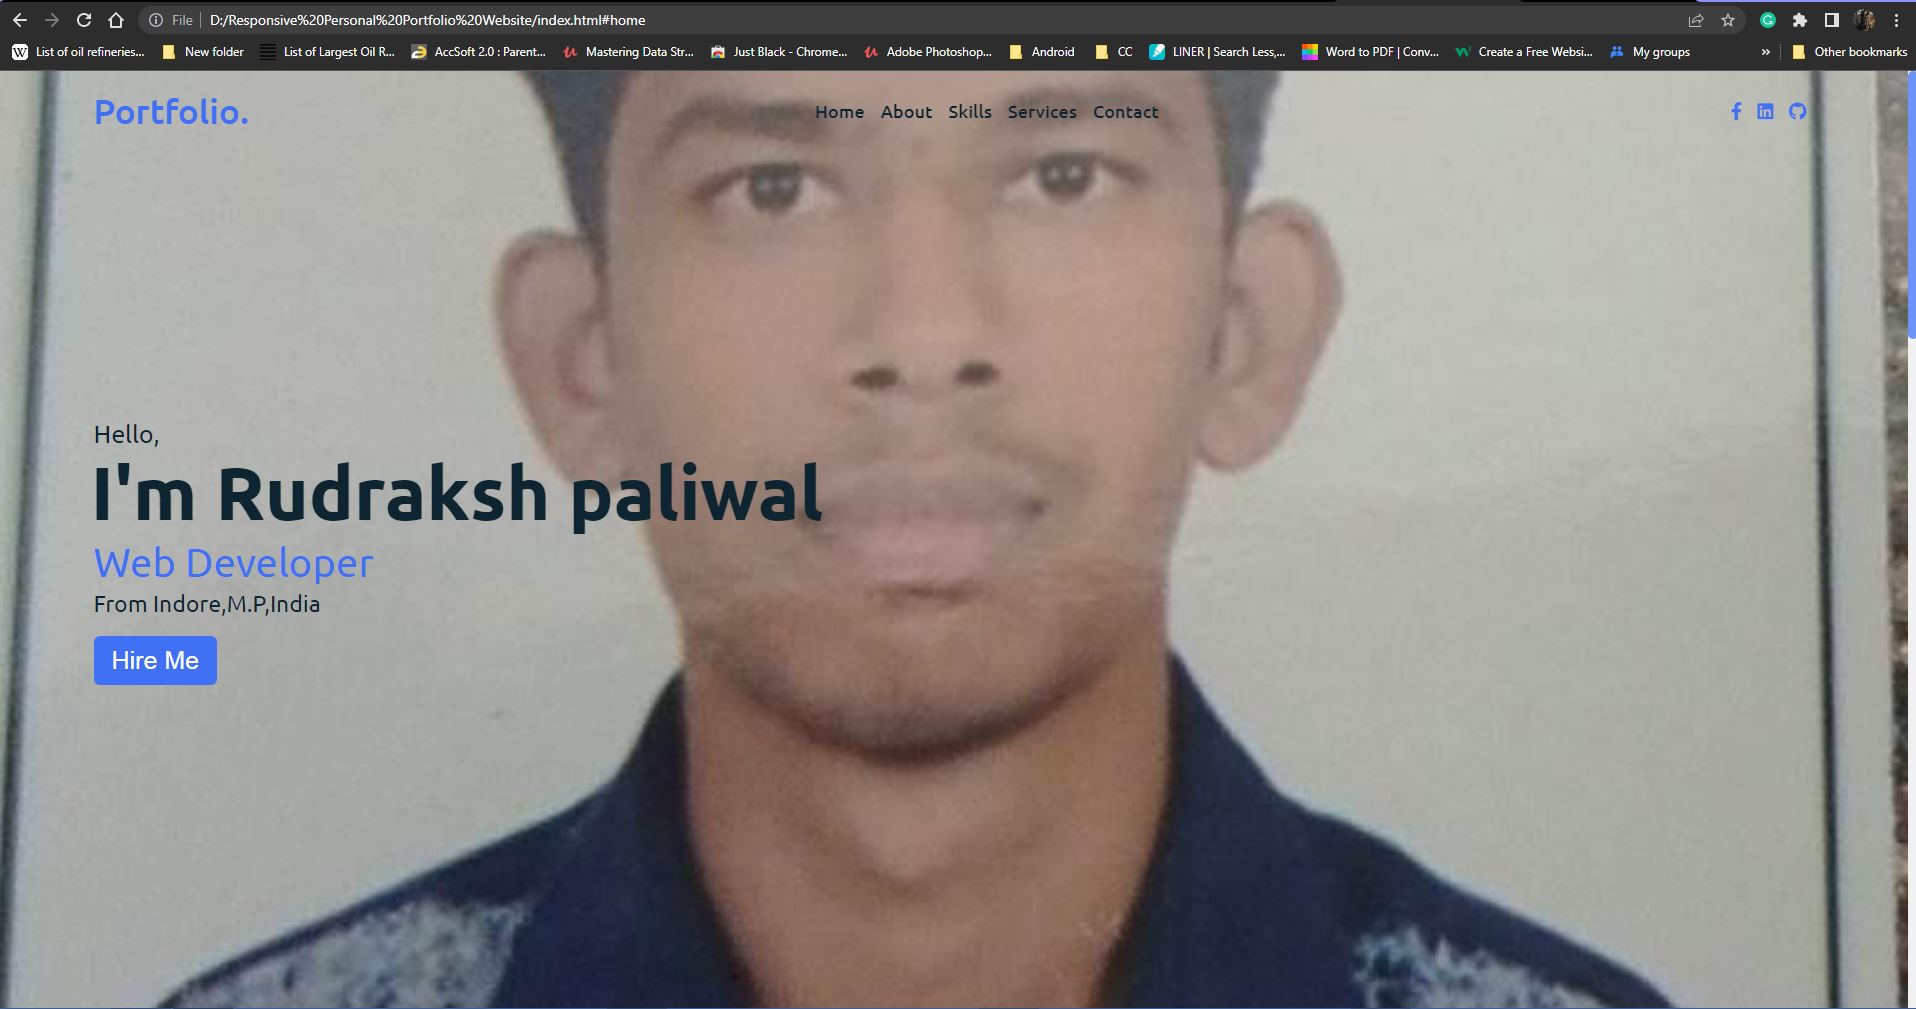 File | D:/Responsive%20Personal%20Portfolio%20Website/index.html#home
List of oil refineries... New folder List of Largest Oil R... AccSoft 2.0 : Parent... Mastering Data Str... Just Black - Chrome... Adobe Photoshop... Android CC LINER | Search Less,... Word to PDF | Conv... Create a Free Websi... My groups » Other bookmarks
Portfolio. Home About Skills Services Contact
Hello,
I'm Rudraksh paliwal
Web Developer
From Indore,M.P,India
Hire Me